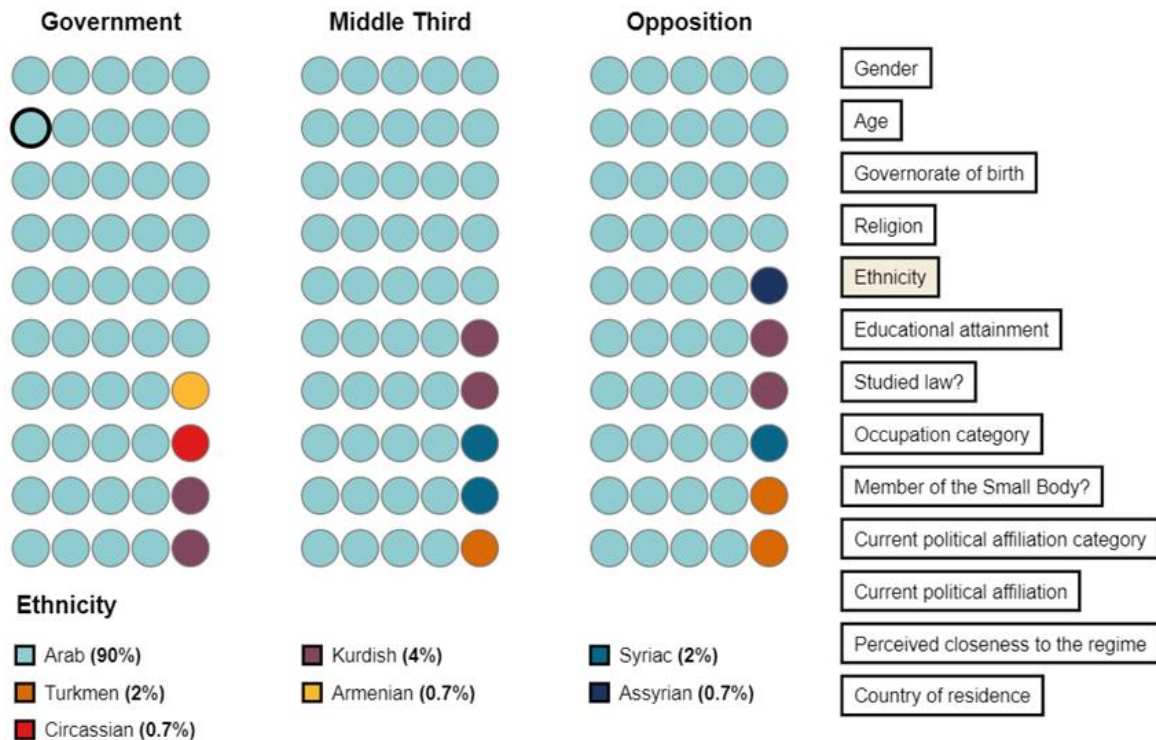 Government
Middle Third
Opposition
Gender
Age
Governorate of birth
Religion
Ethnicity
Educational attainment
Studied law?
Occupation category
Member of the Small Body?
Current political affiliation category
Current political affiliation
Perceived closeness to the regime
Country of residence
Ethnicity
Arab (90%)
Kurdish (4%)
Syriac (2%)
Turkmen (2%)
Armenian (0.7%)
Assyrian (0.7%)
Circassian (0.7%)